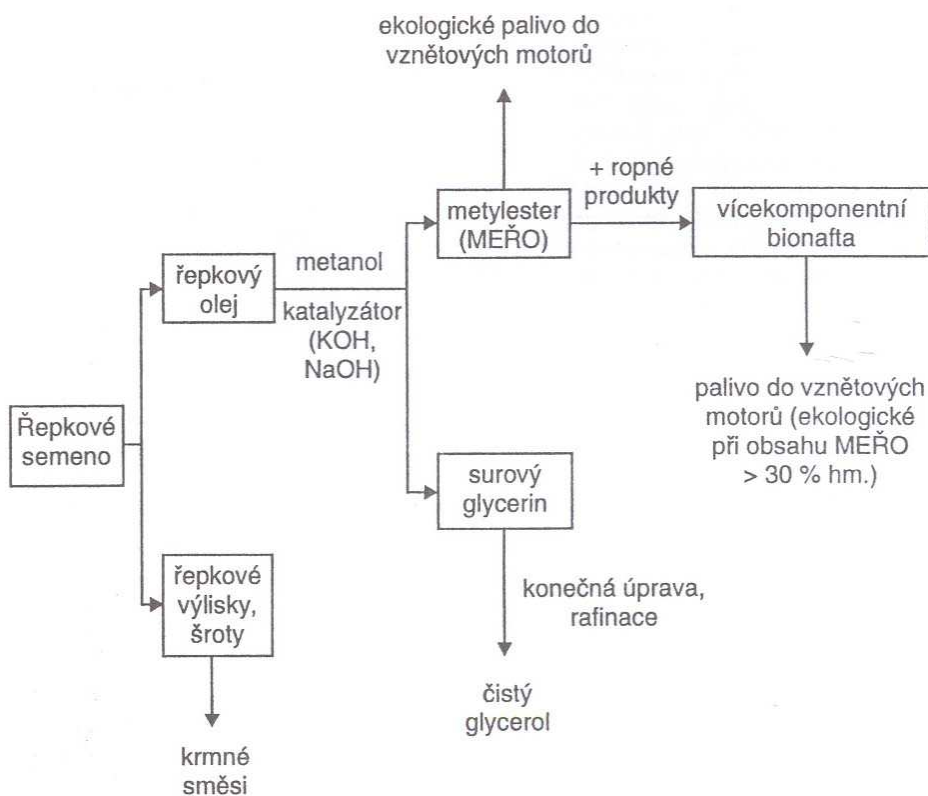 ekologické palivo do
vznětových motorů
+ ropné
produkty
metylester
(MEŘO)
vícekomponentní
bionafta
řepkový
olej
metanol
katalyzátor
(KOH,
NaOH)
palivo do vznětových
motorů (ekologické
při obsahu MEŘO
> 30 % hm.)
Řepkové
semeno
surový
glycerin
řepkové
výlisky,
šroty
konečná úprava,
rafinace
čistý
glycerol
krmné
směsi